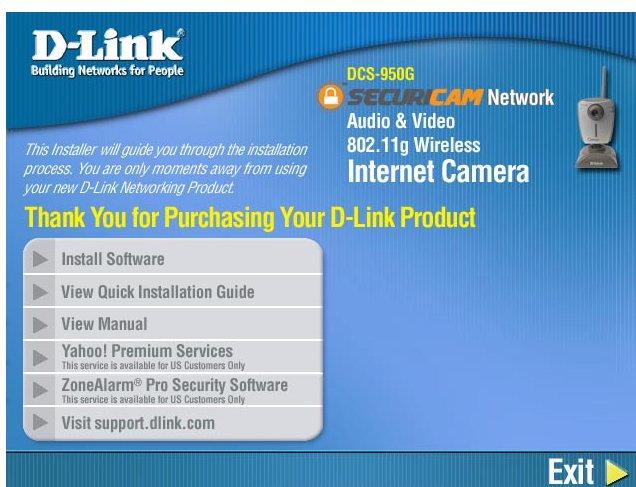 D-Link®
Building Networks for People
DCS-950G
SECURICAM Network
Audio & Video
802.11g Wireless
Internet Camera
This Installer will guide you through the installation
process. You are only moments away from using
your new D-Link Networking Product.
Thank You for Purchasing Your D-Link Product
Install Software
View Quick Installation Guide
View Manual
Yahoo! Premium Services
This service is available for US Customers Only
ZoneAlarm® Pro Security Software
This service is available for US Customers Only
Visit support.dlink.com
Exit